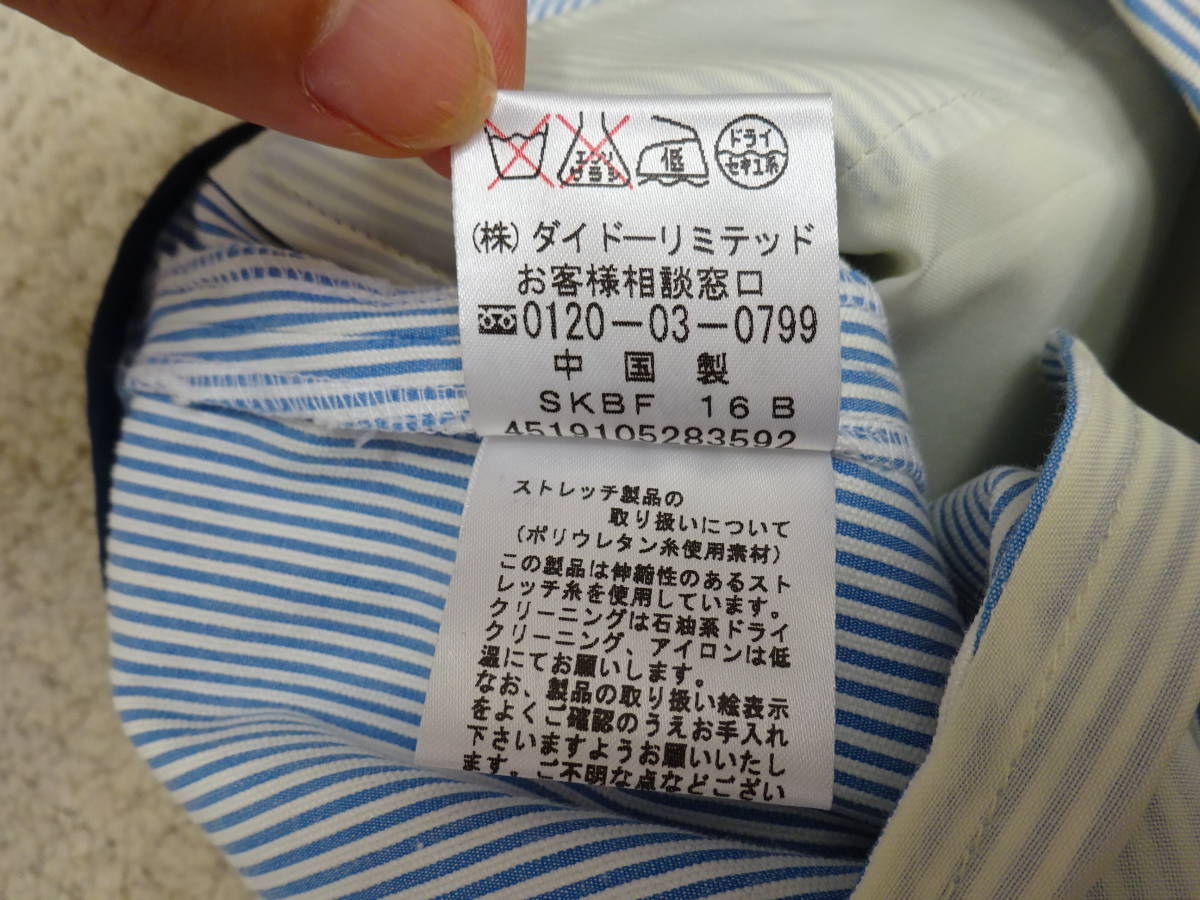 エンソ
サラシ
低
ドライ
セキユ系
(株)ダイドーリミテッド
お客様相談窓口
0120-03-0799
中国製
SKBF 16B
4519105283592
ストレッチ製品の
取り扱いについて
(ポリウレタン糸使用素材)
この製品は伸縮性のあるスト
レッチ糸を使用しています。
クリーニングは石油系ドライ
クリーニング、アイロンは低
温にてお願いします。
なお、製品の取り扱い絵表示
をよくご確認のうえお手入れ
下さいますようお願いいたし
ます。ご不明な点などござい